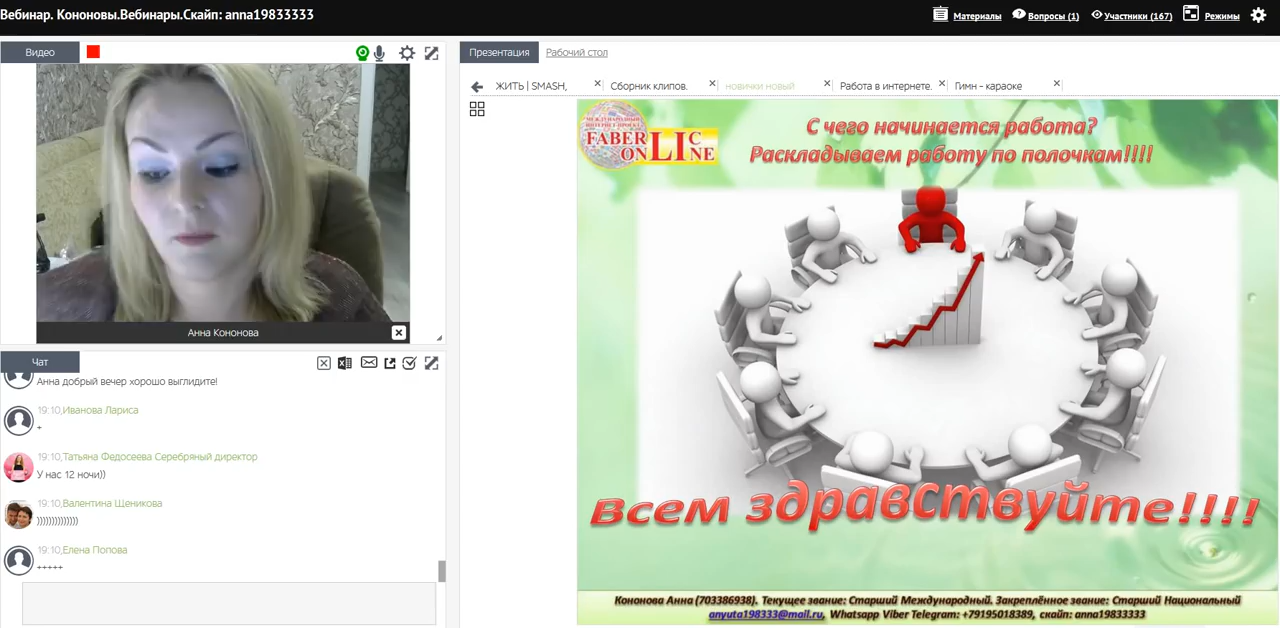 Вебинар. Кононовы.Вебинары.Скайп: anna19833333
Материалы
Вопросы (1)
Участники (167)
Режимы
Видео
Анна Кононова
Чат
Анна добрый вечер хорошо выглидите!
19:10,Иванова Лариса
+
19:10,Татьяна Федосеева Серебряный директор
У нас 12 ночи))
19:10,Валентина Щеникова
))))))))))))))
19:10,Елена Попова
+++++
Презентация
Рабочий стол
ЖИТЬ | SMASH,
Сборник клипов.
новички новый
Работа в интернете.
Гимн - караоке
МЕЖДУНАРОДНЫЙ
ИНТЕРНЕТ-ПРОЕКТ
FABERLIC
ONLINE
С чего начинается работа?
Раскладываем работу по полочкам!!!!
Всем здравствуйте!!!!
Кононова Анна (703386938). Текущее звание: Старший Международный. Закреплённое звание: Старший Национальный
anyuta198333@mail.ru, Whatsapp Viber Telegram: +79195018389, скайп: anna19833333